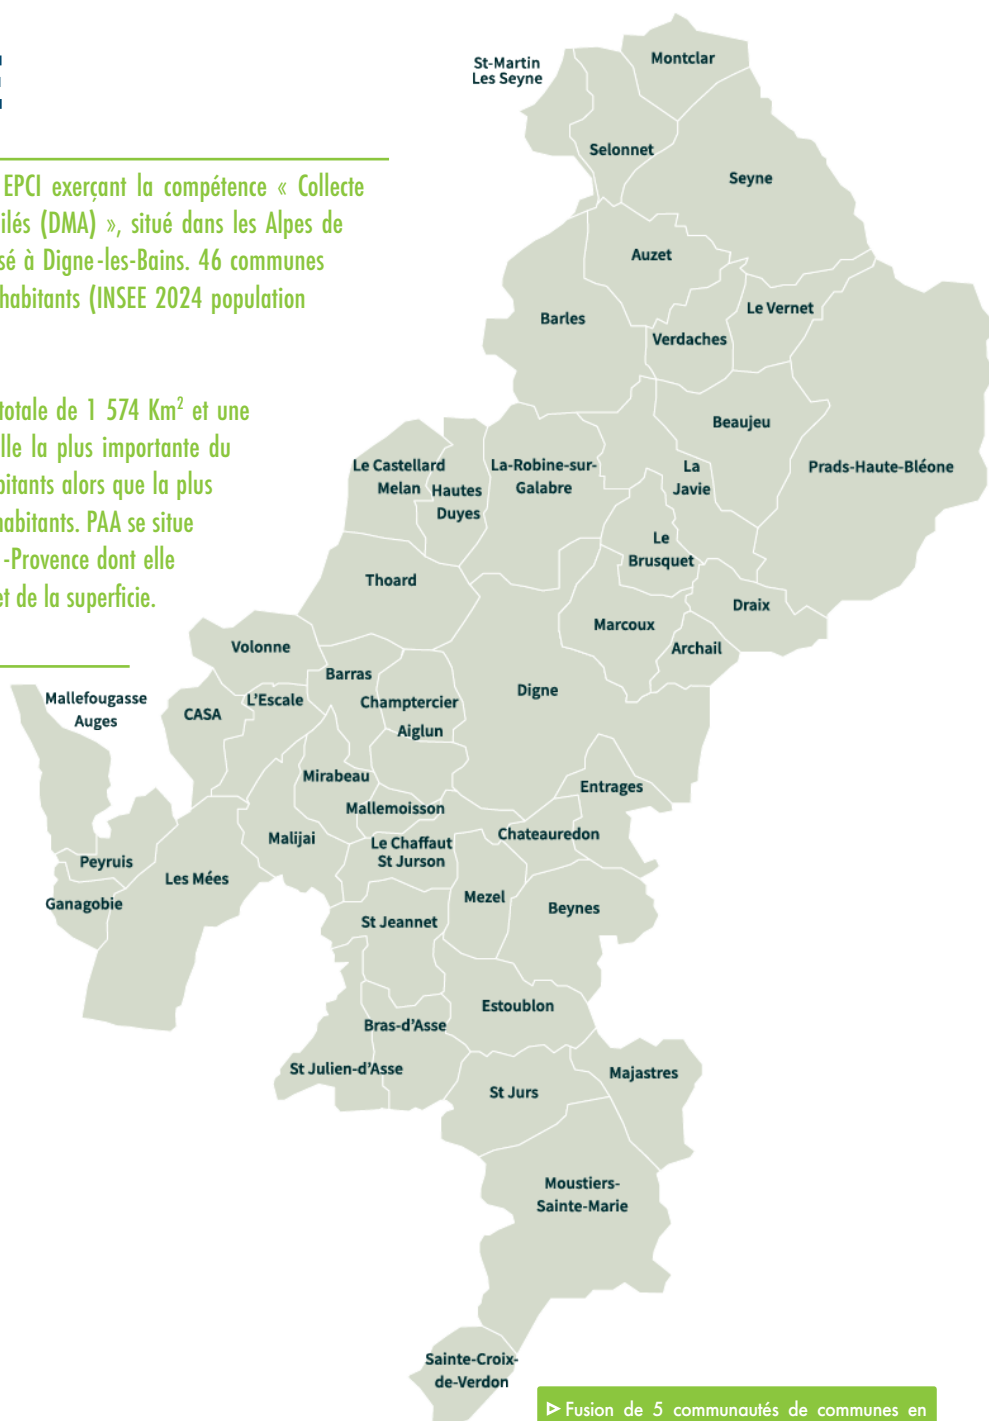 EPCI exerçant la compétence « Collecte
ilés (DMA) », situé dans les Alpes de
sé à Digne-les-Bains. 46 communes
habitants (INSEE 2024 population
totale de 1 574 Km² et une
lle la plus importante du
bitants alors que la plus
habitants. PAA se situe
-Provence dont elle
et de la superficie.
St-Martin
Les Seyne
Montclar
Selonnet
Seyne
Auzet
Le Vernet
Barles
Verdaches
Beaujeu
Le Castellard
Melan
Hautes
Duyes
La-Robine-sur-
Galabre
La
Javie
Prads-Haute-Bléone
Le
Brusquet
Thoard
Draix
Marcoux
Archail
Volonne
Barras
Digne
Mallefougasse
Auges
CASA
L'Escale
Champtercier
Aiglun
Mirabeau
Entrages
Mallemoisson
Malijai
Le Chaffaut
St Jurson
Chateauredon
Peyruis
Les Mées
Ganagobie
Mezel
Beynes
St Jeannet
Estoublon
Bras-d'Asse
St Julien-d'Asse
Majastres
St Jurs
Moustiers-
Sainte-Marie
Sainte-Croix-
de-Verdon
Fusion de 5 communautés de communes en